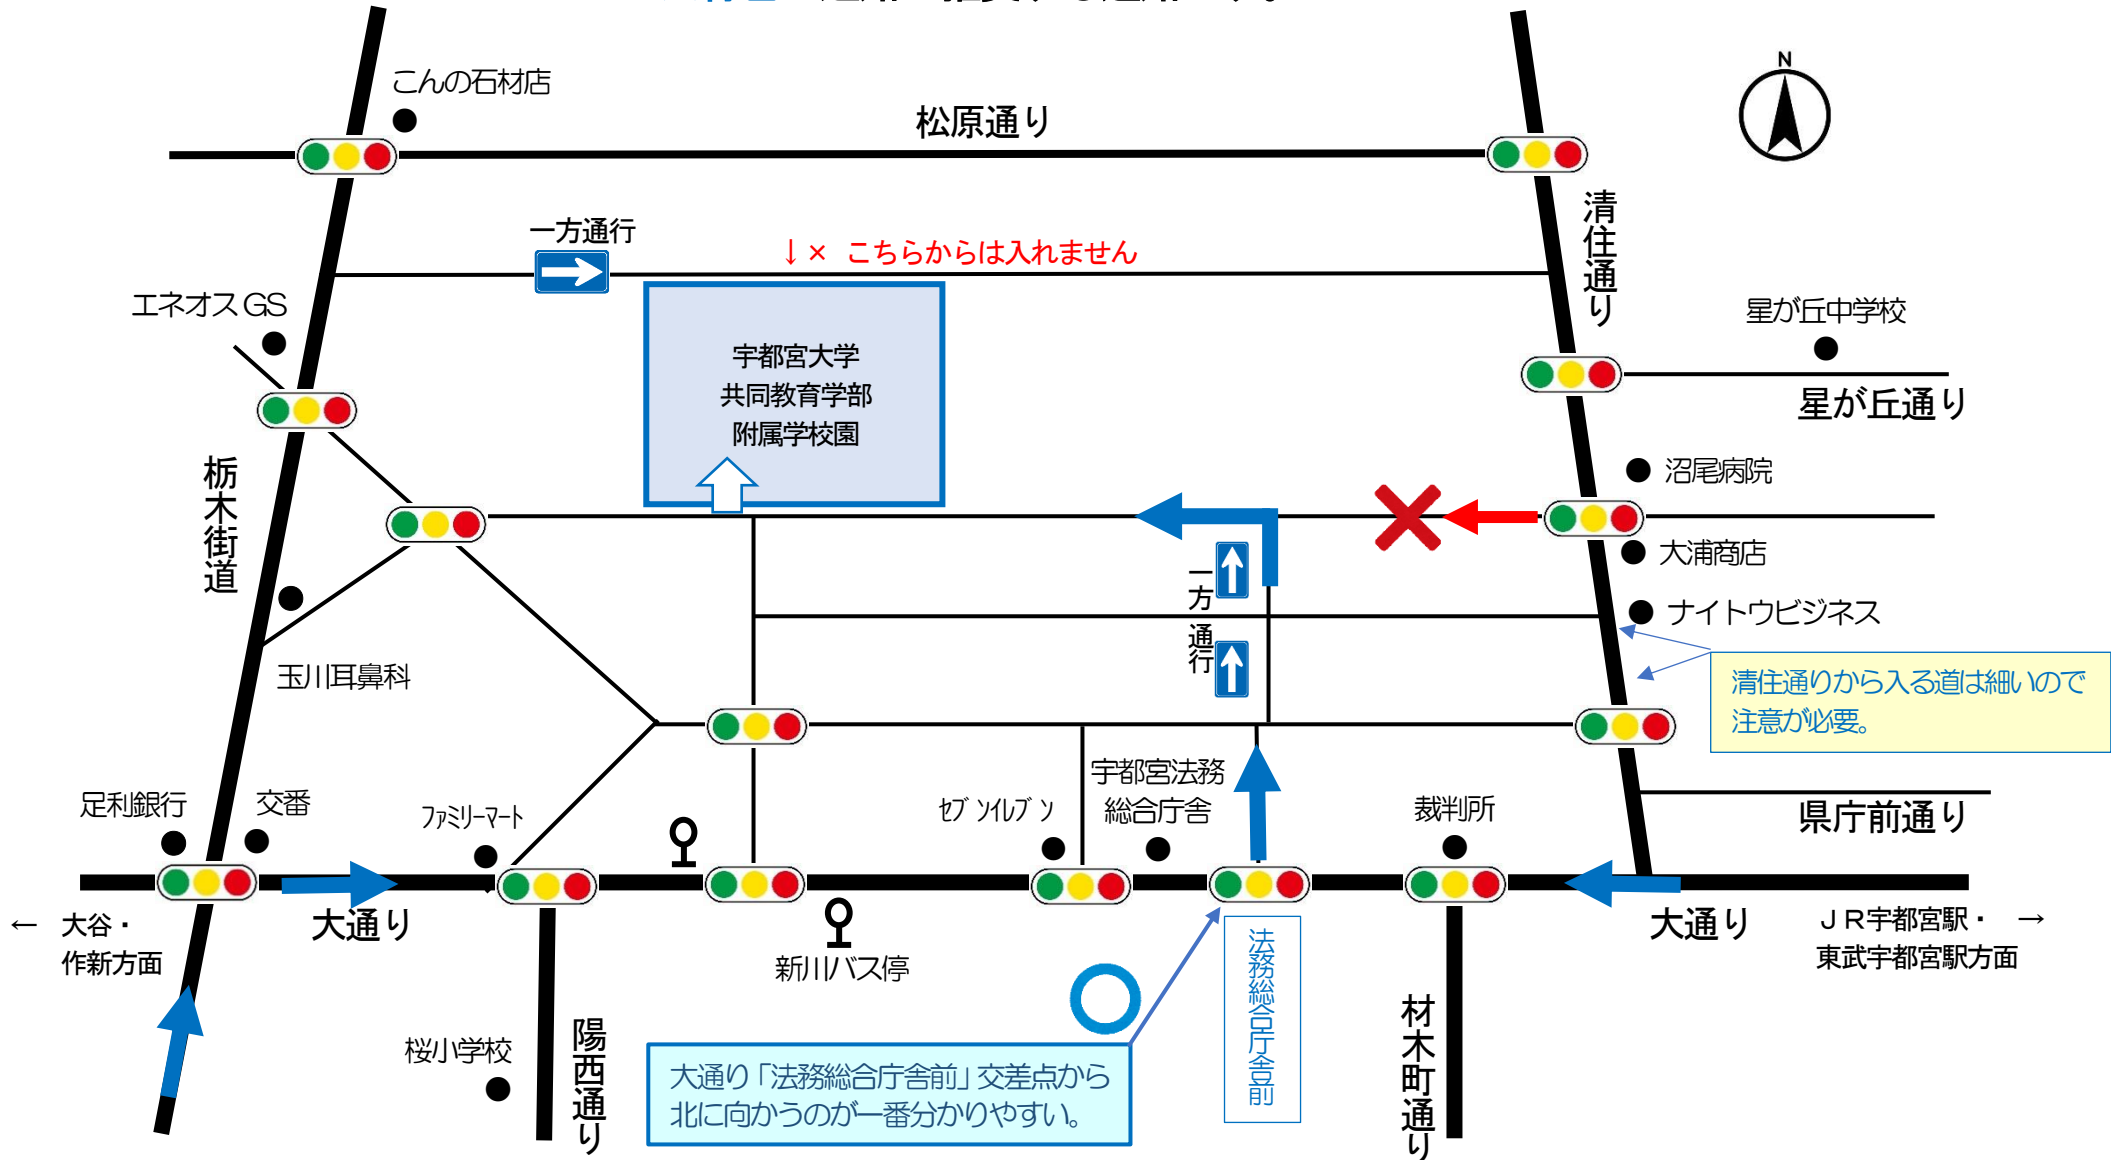 N
こんの石材店
松原通り
清住通り
一方通行
↓× こちらからは入れません
エネオスGS
星が丘中学校
宇都宮大学
共同教育学部
附属学校園
星が丘通り
栃木街道
沼尾病院
大浦商店
一方通行
ナイトウビジネス
玉川耳鼻科
清住通りから入る道は細いので
注意が必要。
足利銀行
交番
ファミリーマート
セブンイレブン
宇都宮法務
総合庁舎
裁判所
県庁前通り
← 大谷・
作新方面
大通り
新川バス停
法務総合庁舎前
大通り
JR宇都宮駅・ →
東武宇都宮駅方面
桜小学校
陽西通り
大通り「法務総合庁舎前」交差点から
北に向かうのが一番分かりやすい。
材木町通り